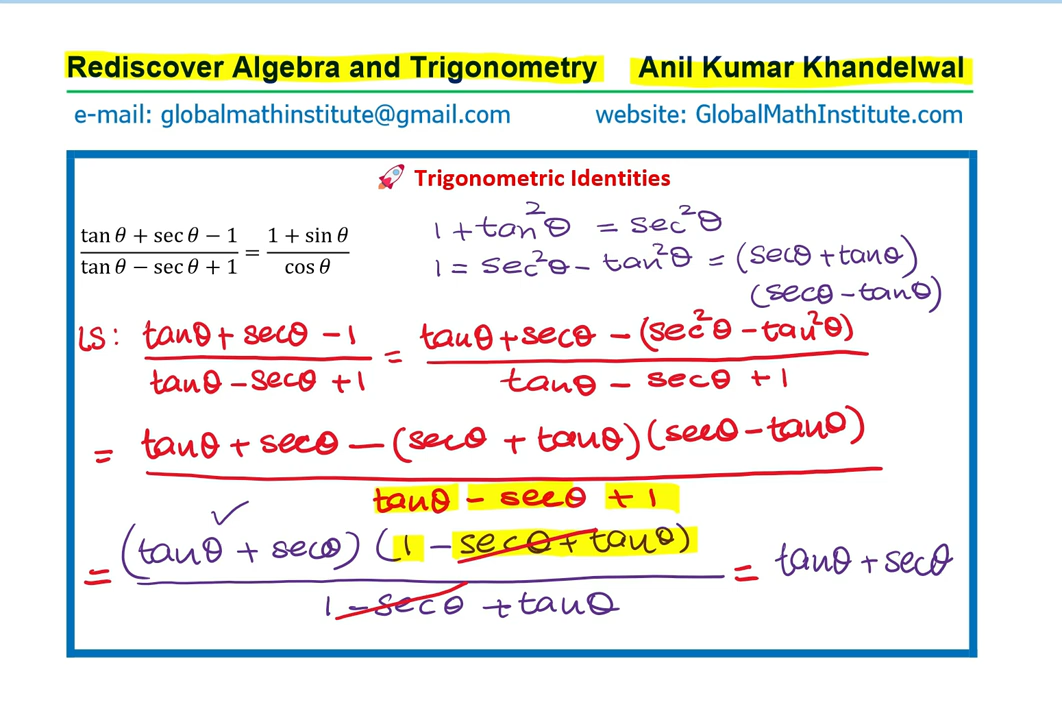 Rediscover Algebra and Trigonometry Anil Kumar Khandelwal
e-mail: globalmathinstitute@gmail.com website: GlobalMathInstitute.com
🚀 Trigonometric Identities
(tan θ + sec θ − 1)/(tan θ − sec θ + 1) = (1 + sin θ)/(cos θ)
1 + tan²θ = sec²θ
1 = sec²θ - tan²θ = (secθ + tanθ)
(secθ - tanθ)
LS: (tanθ + secθ - 1)/(tanθ - secθ + 1) = (tanθ + secθ - (sec²θ - tan²θ))/(tanθ - secθ + 1)
= (tanθ + secθ - (secθ + tanθ)(secθ - tanθ))/(tanθ - secθ + 1)
= ((tanθ + secθ)(1 - secθ + tanθ))/(1 - secθ + tanθ) = tanθ + secθ